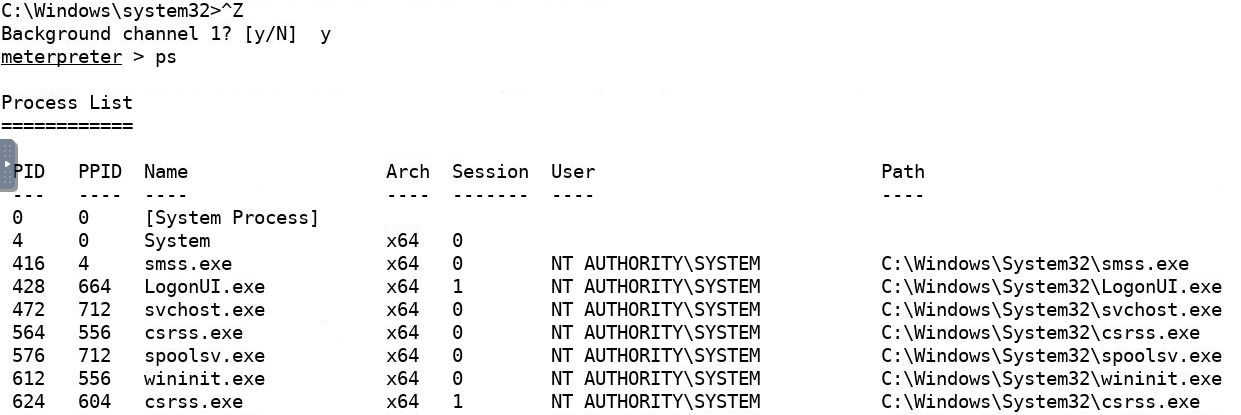 C:\Windows\system32>^Z
Background channel 1? [y/N]  y
meterpreter > ps
Process List
============
PID   PPID  Name                  Arch  Session  User                          Path
---   ----  ----                  ----  -------  ----                          ----
0     0     [System Process]
4     0     System                x64   0
416   4     smss.exe              x64   0        NT AUTHORITY\SYSTEM           C:\Windows\System32\smss.exe
428   664   LogonUI.exe           x64   1        NT AUTHORITY\SYSTEM           C:\Windows\System32\LogonUI.exe
472   712   svchost.exe           x64   0        NT AUTHORITY\SYSTEM           C:\Windows\System32\svchost.exe
564   556   csrss.exe             x64   0        NT AUTHORITY\SYSTEM           C:\Windows\System32\csrss.exe
576   712   spoolsv.exe           x64   0        NT AUTHORITY\SYSTEM           C:\Windows\System32\spoolsv.exe
612   556   wininit.exe           x64   0        NT AUTHORITY\SYSTEM           C:\Windows\System32\wininit.exe
624   604   csrss.exe             x64   1        NT AUTHORITY\SYSTEM           C:\Windows\System32\csrss.exe